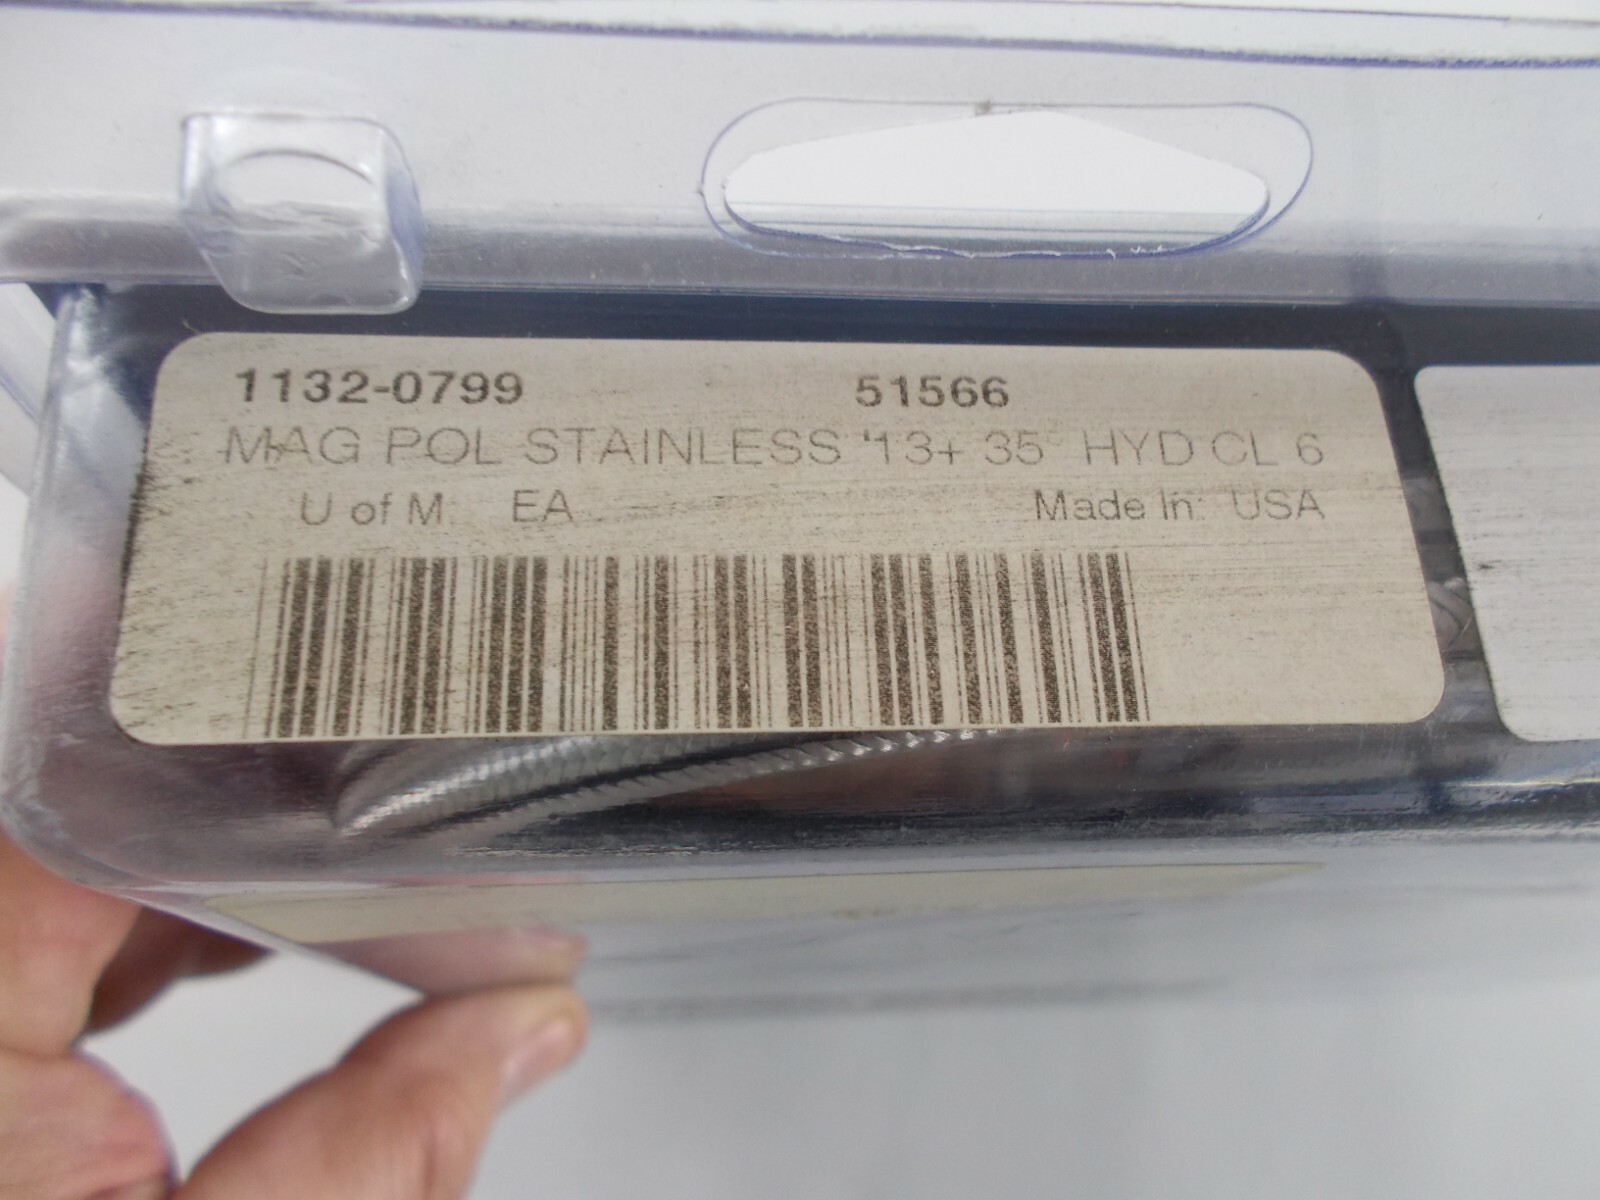 1132-0799 51566
MAG POL STAINLESS '13+ 35° HYD CL 6
U of M: EA Made In: USA